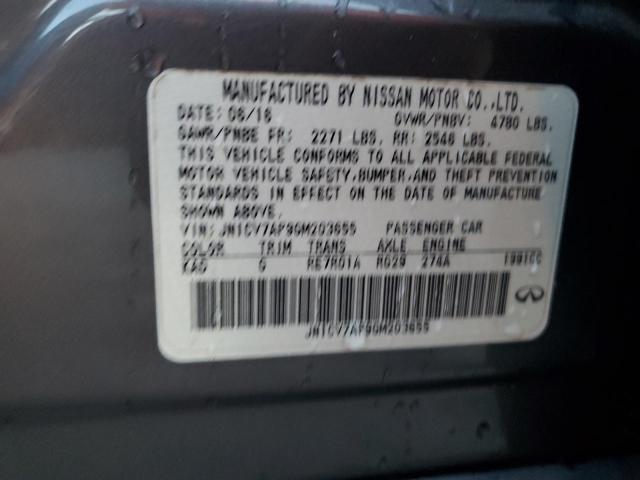 MANUFACTURED BY NISSAN MOTOR CO.,LTD.
DATE: 06/16 GVWR/PNBV: 4780 LBS.
GAWR/PNBE FR: 2271 LBS. RR: 2546 LBS.
THIS VEHICLE CONFORMS TO ALL APPLICABLE FEDERAL
MOTOR VEHICLE SAFETY, BUMPER, AND THEFT PREVENTION
STANDARDS IN EFFECT ON THE DATE OF MANUFACTURE
SHOWN ABOVE.
VIN: JN1CV7AP9GM203655 PASSENGER CAR
COLOR TRIM TRANS AXLE ENGINE
KAD G RE7R01A RG29 274A 1991CC
JN1CV7AP9GM203655